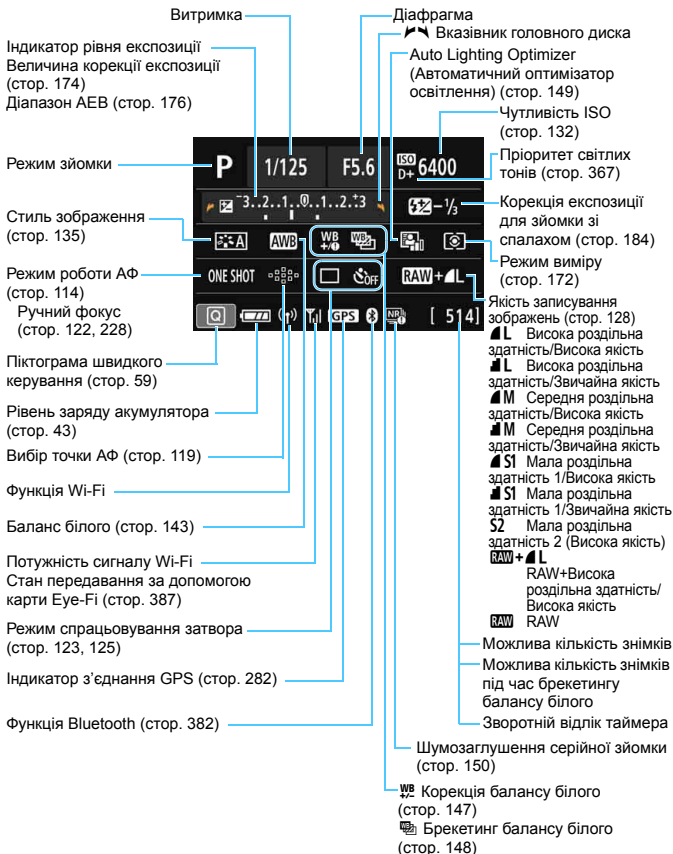 Витримка
Діафрагма
Вказівник головного диска
Індикатор рівня експозиції
Величина корекції експозиції
(стор. 174)
Діапазон AEB (стор. 176)
Auto Lighting Optimizer
(Автоматичний оптимізатор
освітлення) (стор. 149)
Чутливість ISO
(стор. 132)
Режим зйомки
P 1/125 F5.6 ISO D+ 6400
Пріоритет світлих
тонів (стор. 367)
-3..2..1..0..1..2.:3
-1/3
Корекція експозиції
для зйомки зі
спалахом (стор. 184)
Стиль зображення
(стор. 135)
A AWB WB +/- WB
Режим виміру
(стор. 172)
Режим роботи АФ
(стор. 114)
Ручний фокус
(стор. 122, 228)
ONE SHOT OFF RAW+L
Якість записування
зображень (стор. 128)
Q GPS NR [ 514]
L Висока роздільна
здатність/Висока якість
L Висока роздільна
здатність/Звичайна якість
M Середня роздільна
здатність/Висока якість
M Середня роздільна
здатність/Звичайна якість
S1 Мала роздільна
здатність 1/Висока якість
S1 Мала роздільна
здатність 1/Звичайна якість
S2 Мала роздільна
здатність 2 (Висока якість)
RAW+L
RAW+Висока
роздільна здатність/
Висока якість
RAW RAW
Піктограма швидкого
керування (стор. 59)
Рівень заряду акумулятора
(стор. 43)
Вибір точки АФ (стор. 119)
Функція Wi-Fi
Баланс білого (стор. 143)
Потужність сигналу Wi-Fi
Стан передавання за допомогою
карти Eye-Fi (стор. 387)
Режим спрацьовування затвора
(стор. 123, 125)
Індикатор з’єднання GPS (стор. 282)
Функція Bluetooth (стор. 382)
Можлива кількість знімків
Можлива кількість знімків
під час брекетингу
балансу білого
Зворотній відлік таймера
Шумозаглушення серійної зйомки
(стор. 150)
WB +/- Корекція балансу білого
(стор. 147)
WB Брекетинг балансу білого
(стор. 148)